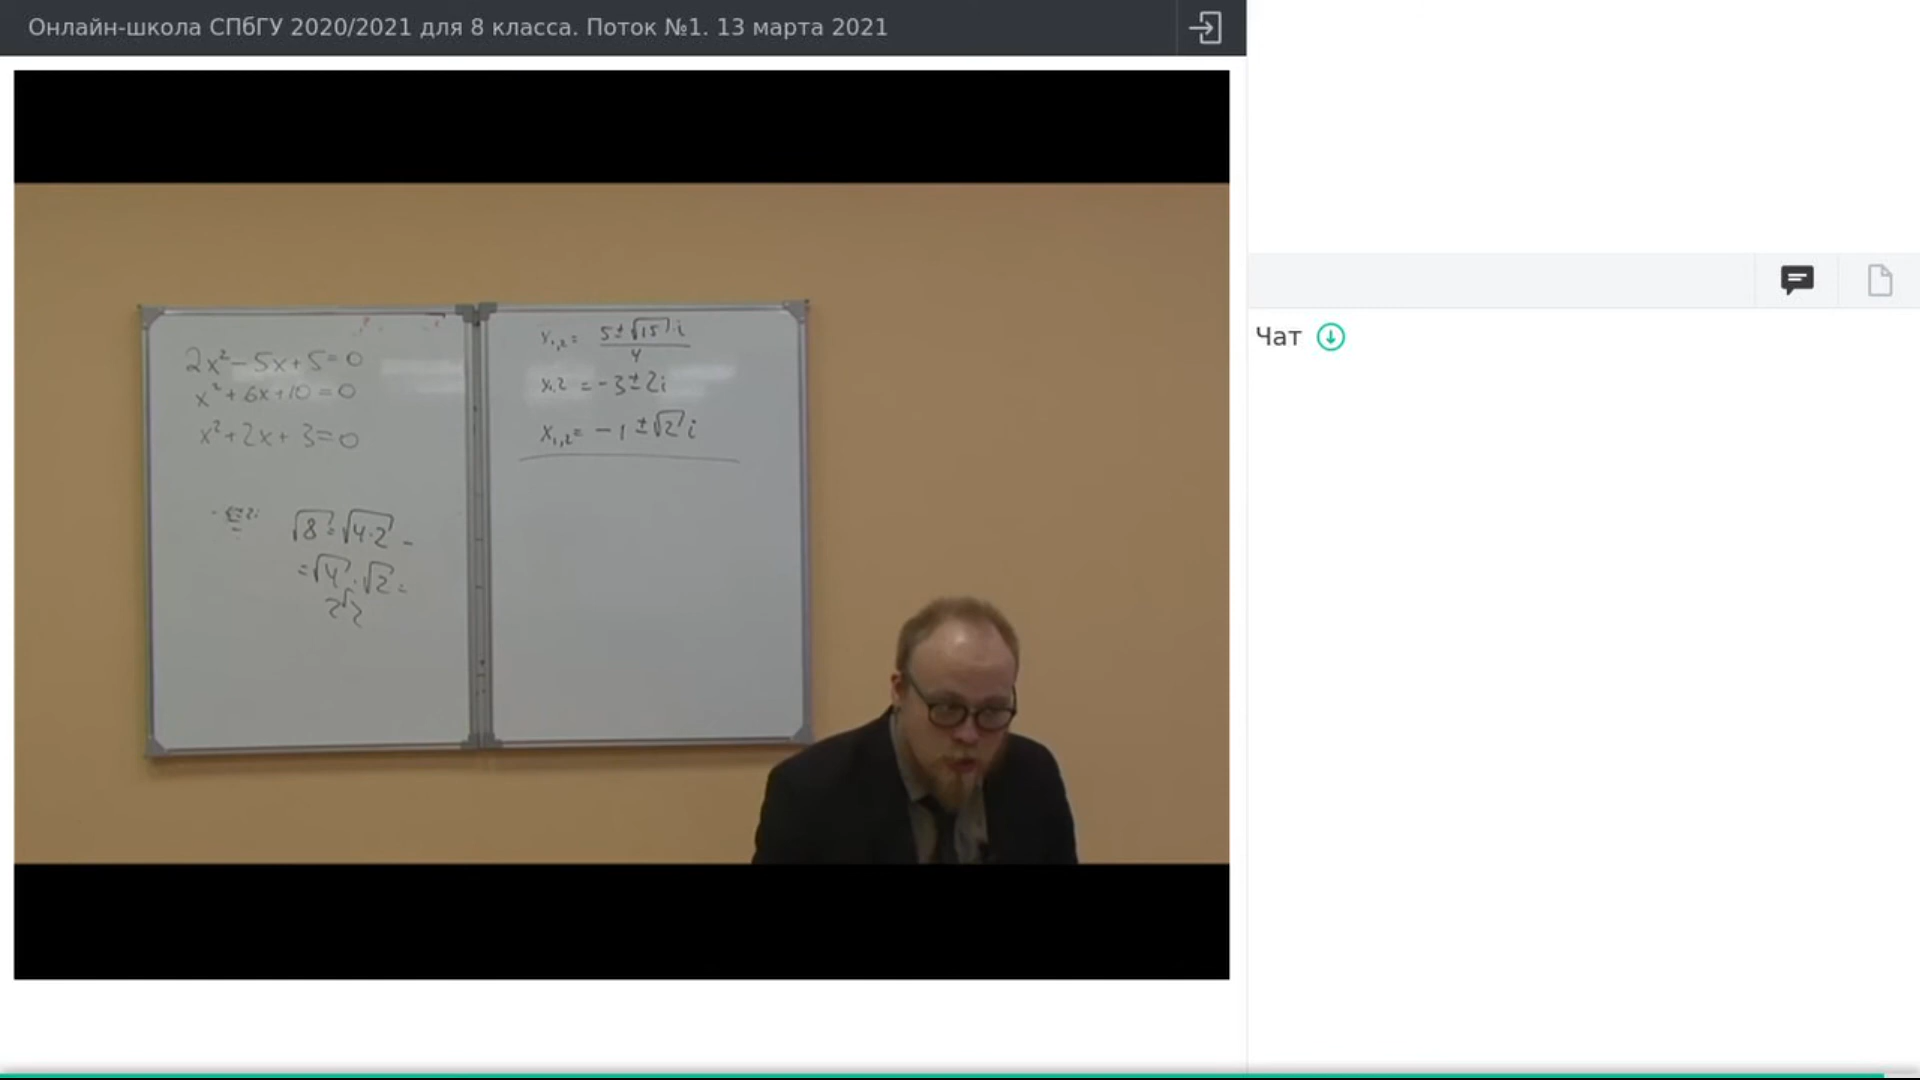 Онлайн-школа СПбГУ 2020/2021 для 8 класса. Поток №1. 13 марта 2021
2x² - 5x + 5 = 0
x² + 6x + 10 = 0
x² + 2x + 3 = 0
√8 = √4·2 =
= √4 · √2 =
2√2
x₁,₂ = (5 ± √15 i)/4
x₁,₂ = -3 ± 2i
x₁,₂ = -1 ± √2 i
Чат